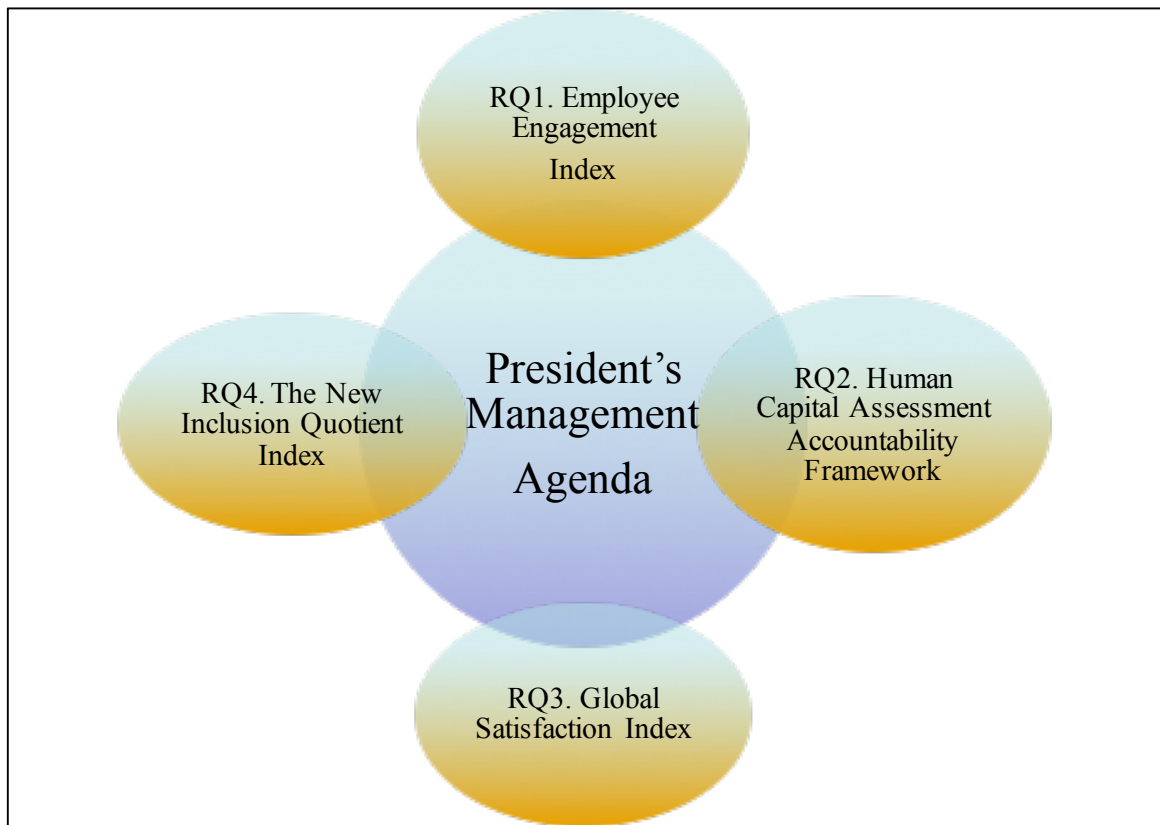 RQ1. Employee
Engagement
Index
President’s
Management
Agenda
RQ4. The New
Inclusion Quotient
Index
RQ2. Human
Capital Assessment
Accountability
Framework
RQ3. Global
Satisfaction Index